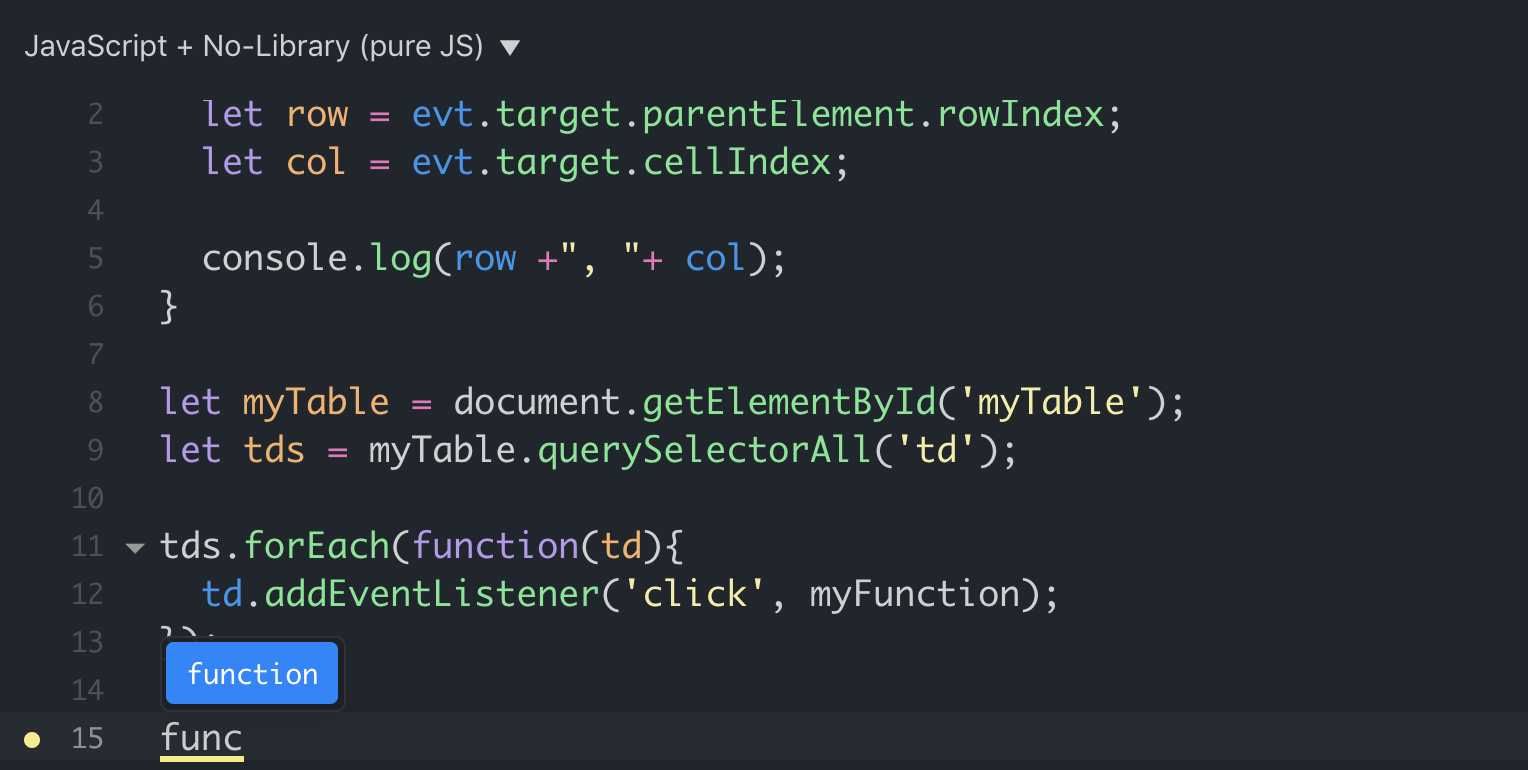 JavaScript + No-Library (pure JS) ▼
2 let row = evt.target.parentElement.rowIndex;
3 let col = evt.target.cellIndex;
4
5 console.log(row +", "+ col);
6 }
7
8 let myTable = document.getElementById('myTable');
9 let tds = myTable.querySelectorAll('td');
10
11 tds.forEach(function(td){
12 td.addEventListener('click', myFunction);
13 });
function
14
15 func